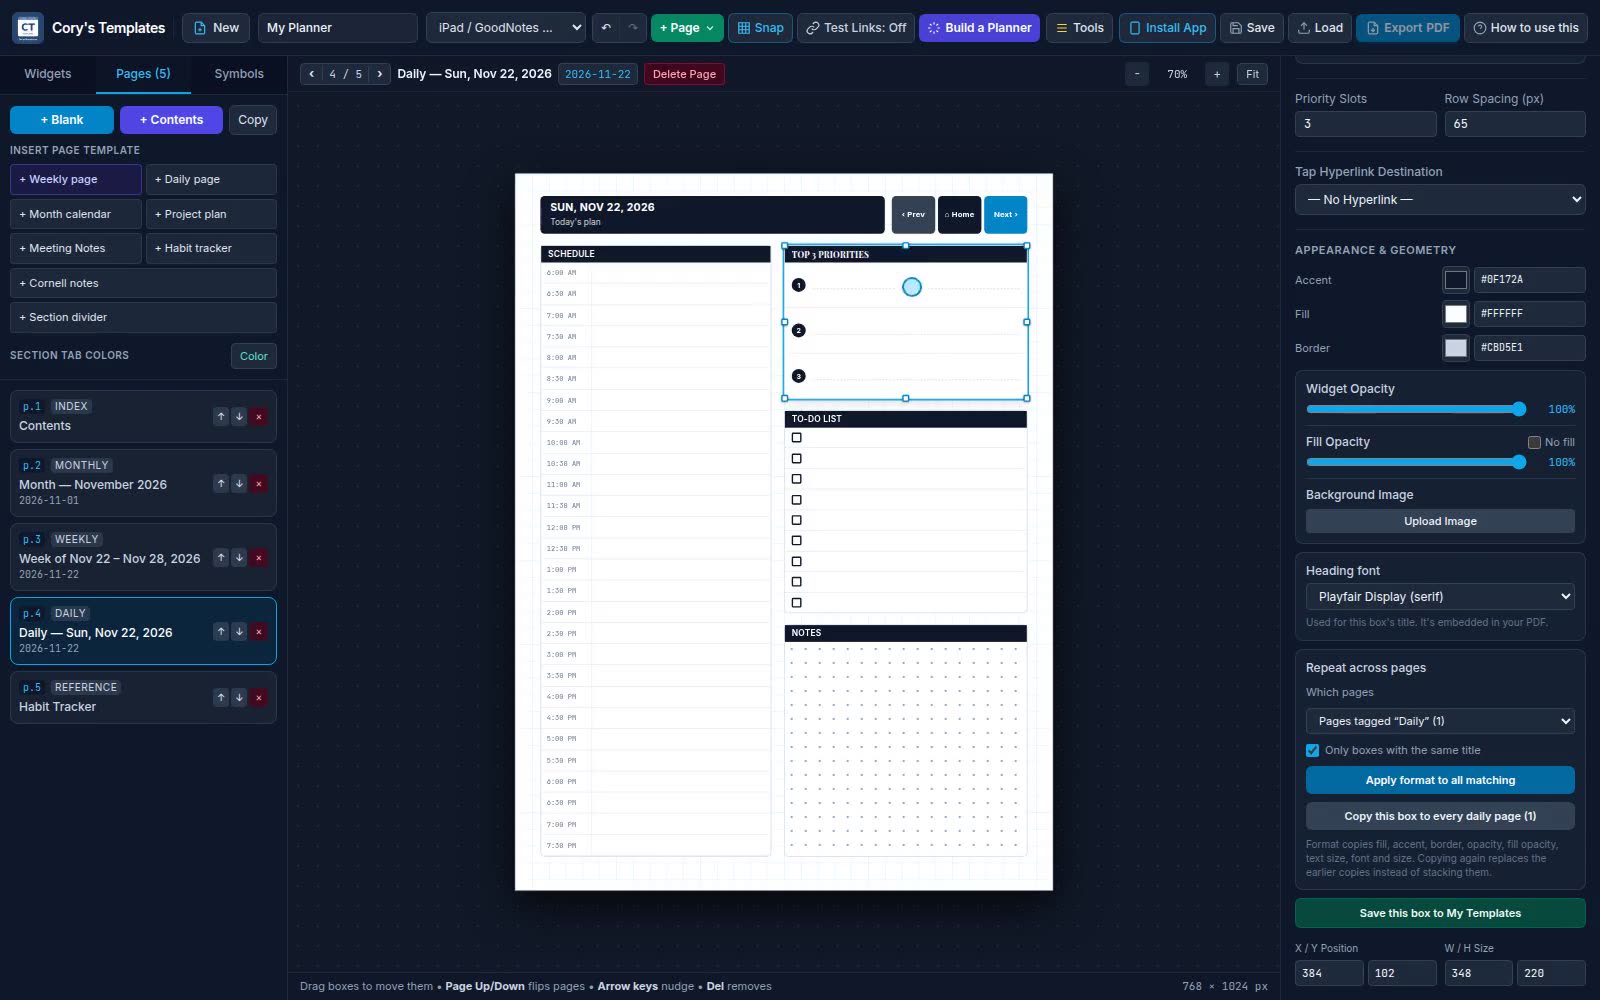 CT
Cory's Templates
New
My Planner
iPad / GoodNotes ...
+ Page
Snap
Test Links: Off
Build a Planner
Tools
Install App
Save
Load
Export PDF
How to use this
Widgets
Pages (5)
Symbols
+ Blank
+ Contents
Copy
INSERT PAGE TEMPLATE
+ Weekly page
+ Daily page
+ Month calendar
+ Project plan
+ Meeting Notes
+ Habit tracker
+ Cornell notes
+ Section divider
SECTION TAB COLORS
Color
p.1 INDEX
Contents
p.2 MONTHLY
Month — November 2026
2026-11-01
p.3 WEEKLY
Week of Nov 22 – Nov 28, 2026
2026-11-22
p.4 DAILY
Daily — Sun, Nov 22, 2026
2026-11-22
p.5 REFERENCE
Habit Tracker
‹ 4 / 5 ›
Daily — Sun, Nov 22, 2026
2026-11-22
Delete Page
- 70% +
Fit
SUN, NOV 22, 2026
Today's plan
‹ Prev
⌂ Home
Next ›
SCHEDULE
6:00 AM
6:30 AM
7:00 AM
7:30 AM
8:00 AM
8:30 AM
9:00 AM
9:30 AM
10:00 AM
10:30 AM
11:00 AM
11:30 AM
12:00 PM
12:30 PM
1:00 PM
1:30 PM
2:00 PM
2:30 PM
3:00 PM
3:30 PM
4:00 PM
4:30 PM
5:00 PM
5:30 PM
6:00 PM
6:30 PM
7:00 PM
7:30 PM
TOP 3 PRIORITIES
1
2
3
TO-DO LIST
NOTES
Drag boxes to move them • Page Up/Down flips pages • Arrow keys nudge • Del removes
768 × 1024 px
Priority Slots
3
Row Spacing (px)
65
Tap Hyperlink Destination
— No Hyperlink —
APPEARANCE & GEOMETRY
Accent
#0F172A
Fill
#FFFFFF
Border
#CBD5E1
Widget Opacity
100%
Fill Opacity
No fill
100%
Background Image
Upload Image
Heading font
Playfair Display (serif)
Used for this box's title. It's embedded in your PDF.
Repeat across pages
Which pages
Pages tagged “Daily” (1)
Only boxes with the same title
Apply format to all matching
Copy this box to every daily page (1)
Format copies fill, accent, border, opacity, fill opacity,
text size, font and size. Copying again replaces the
earlier copies instead of stacking them.
Save this box to My Templates
X / Y Position
384
102
W / H Size
348
220